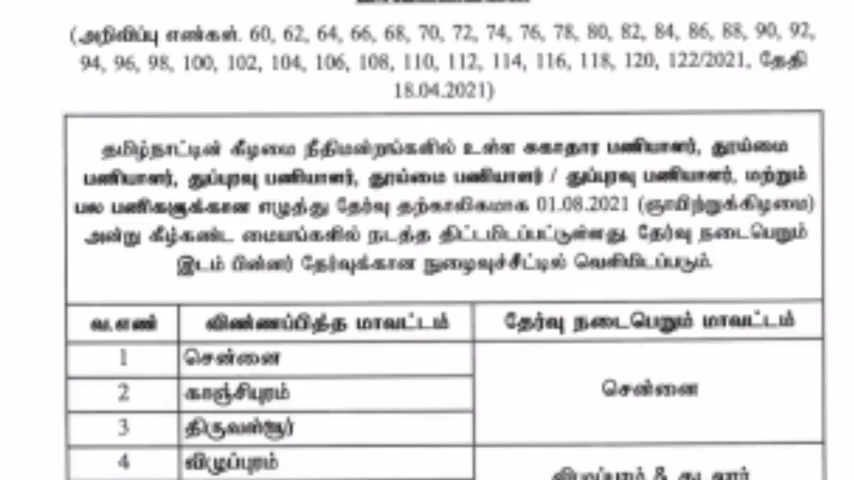 (அறிவிப்பு எண்கள். 60, 62, 64, 66, 68, 70, 72, 74, 76, 78, 80, 82, 84, 86, 88, 90, 92,
94, 96, 98, 100, 102, 104, 106, 108, 110, 112, 114, 116, 118, 120, 122/2021, தேதி
18.04.2021)
தமிழ்நாட்டின் கீழமை நீதிமன்றங்களில் உள்ள சுகாதார பணியாளர், தூய்மை
பணியாளர், துப்புரவு பணியாளர், தூய்மை பணியாளர் / துப்புரவு பணியாளர், மற்றும்
பல பணிகளுக்கான எழுத்து தேர்வு தற்காலிகமாக 01.08.2021 (ஞாயிற்றுக்கிழமை)
அன்று கீழ்கண்ட மையங்களில் நடத்த திட்டமிடப்பட்டுள்ளது. தேர்வு நடைபெறும்
இடம் பின்னர் தேர்வுக்கான நுழைவுச்சீட்டில் வெளியிடப்படும்.
வ.எண் விண்ணப்பித்த மாவட்டம் தேர்வு நடைபெறும் மாவட்டம்
1 சென்னை
2 காஞ்சிபுரம் சென்னை
3 திருவள்ளூர்
4 விழுப்புரம்
விழுப்புரம் & கடலூர்